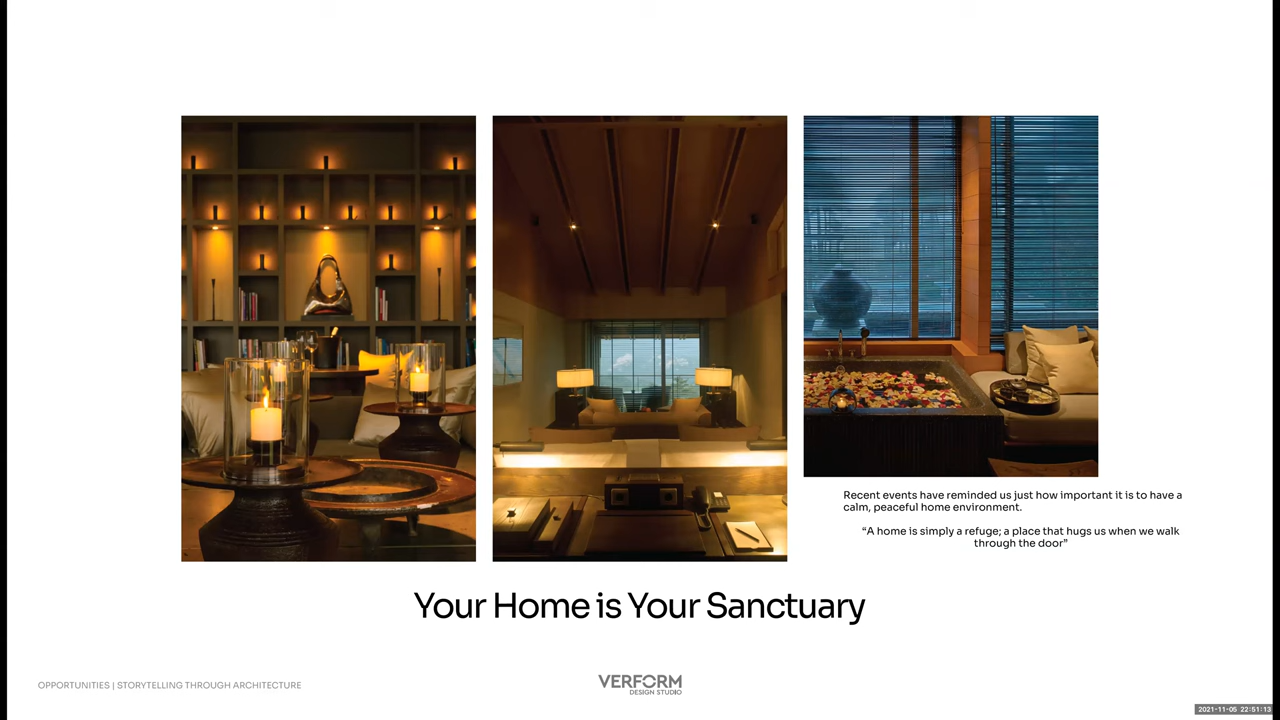 Recent events have reminded us just how important it is to have a
calm, peaceful home environment.
“A home is simply a refuge; a place that hugs us when we walk
through the door”
Your Home is Your Sanctuary
OPPORTUNITIES | STORYTELLING THROUGH ARCHITECTURE
VERFORM
DESIGN STUDIO
2021-11-05 22:51:13